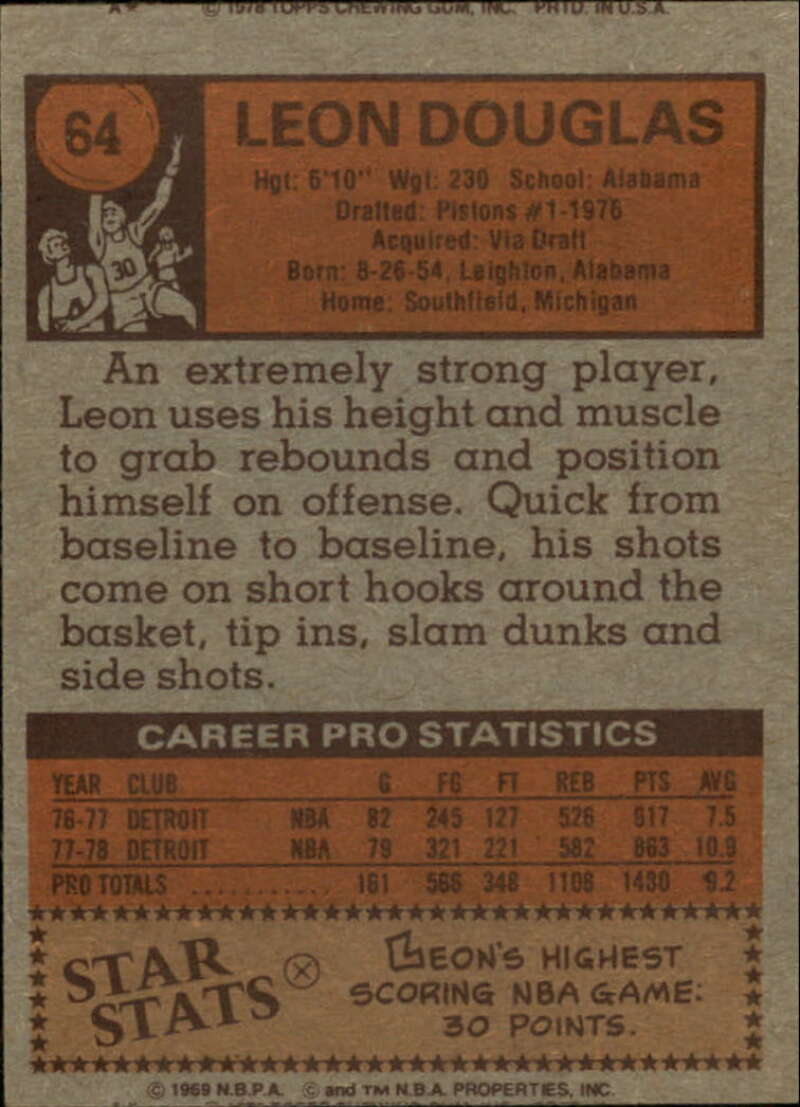 A* © 1978 TOPPS CHEWING GUM, INC. PRTD. IN U.S.A.
64
LEON DOUGLAS
Hgt: 6'10" Wgt: 230 School: Alabama
Drafted: Pistons #1-1976
Acquired: Via Draft
Born: 8-26-54, Leighton, Alabama
Home: Southfield, Michigan
30
An extremely strong player,
Leon uses his height and muscle
to grab rebounds and position
himself on offense. Quick from
baseline to baseline, his shots
come on short hooks around the
basket, tip ins, slam dunks and
side shots.
CAREER PRO STATISTICS
YEAR CLUB G FG FT REB PTS AVG
76-77 DETROIT NBA 82 245 127 526 617 7.5
77-78 DETROIT NBA 79 321 221 582 863 10.9
PRO TOTALS ............ 161 566 348 1108 1480 9.2
STAR
STATS
LEON'S HIGHEST
SCORING NBA GAME:
30 POINTS.
© 1969 N.B.P.A. © and TM N.B.A. PROPERTIES, INC.